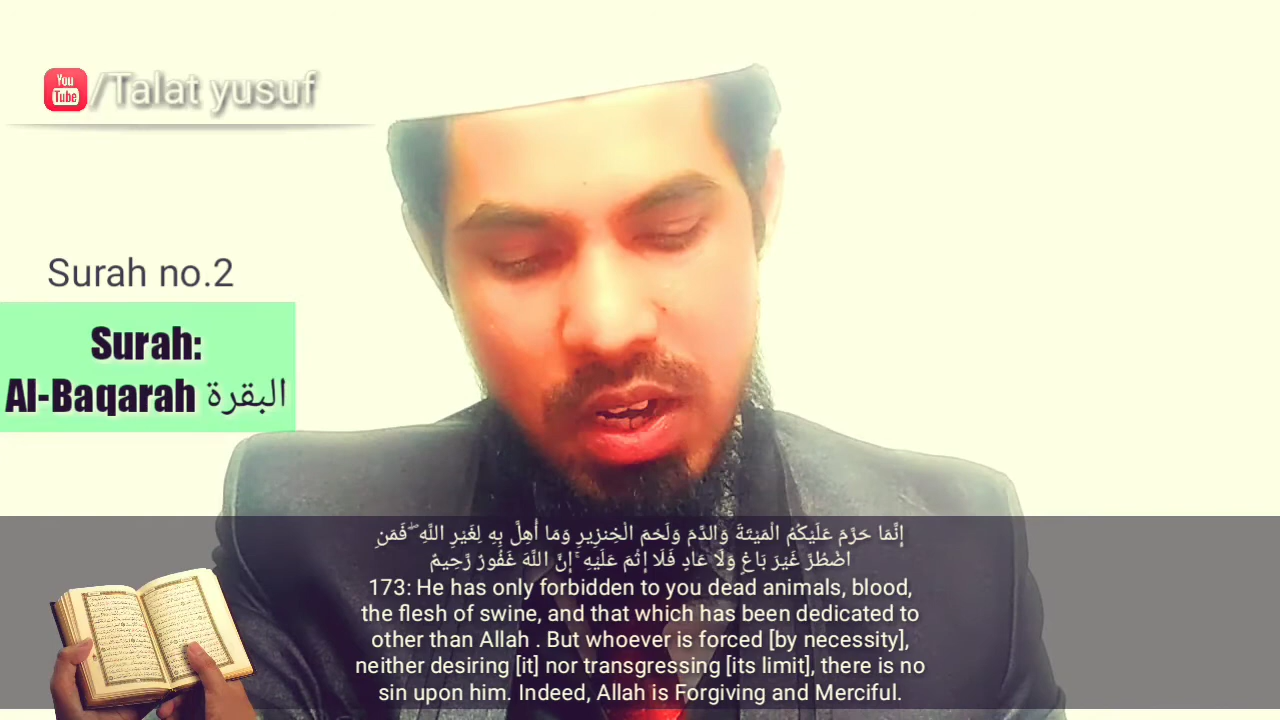 You
Tube
/Talat yusuf
Surah no.2
Surah:
Al-Baqarah البقرة
إِنَّمَا حَرَّمَ عَلَيْكُمُ الْمَيْتَةَ وَالدَّمَ وَلَحْمَ الْخِنزِيرِ وَمَا أُهِلَّ بِهِ لِغَيْرِ اللَّهِ ۖ فَمَنِ
اضْطُرَّ غَيْرَ بَاغٍ وَلَا عَادٍ فَلَا إِثْمَ عَلَيْهِ ۚ إِنَّ اللَّهَ غَفُورٌ رَّحِيمٌ
173: He has only forbidden to you dead animals, blood,
the flesh of swine, and that which has been dedicated to
other than Allah . But whoever is forced [by necessity],
neither desiring [it] nor transgressing [its limit], there is no
sin upon him. Indeed, Allah is Forgiving and Merciful.